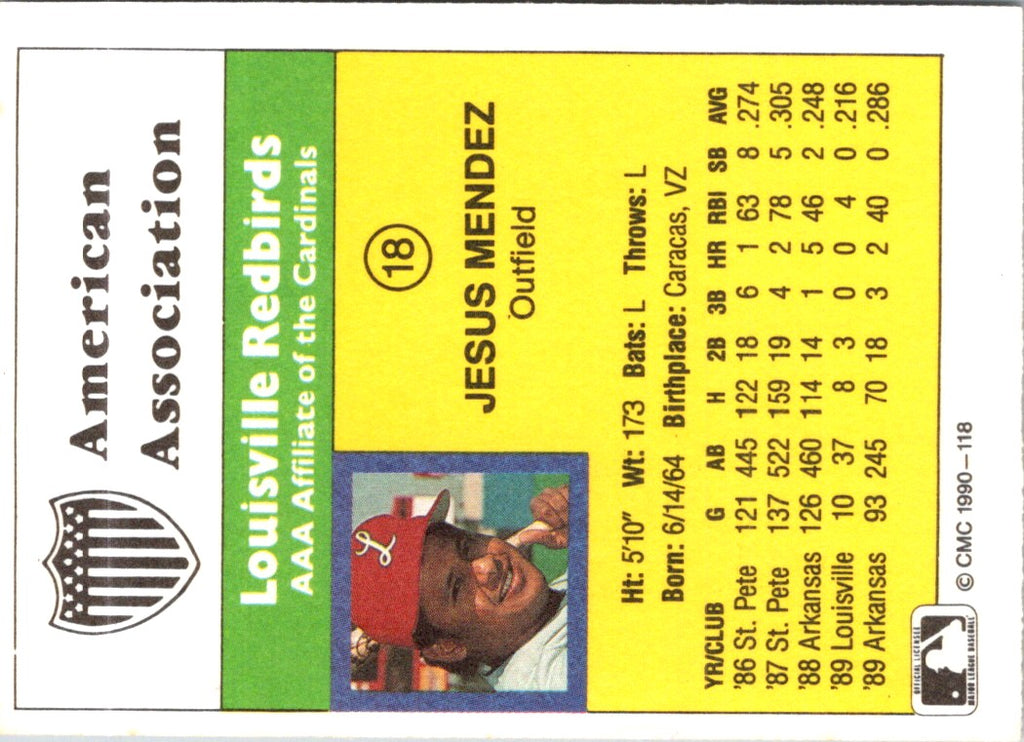 American
Association
Louisville Redbirds
AAA Affiliate of the Cardinals
18
JESUS MENDEZ
Outfield
L
Ht: 5'10" Wt: 173 Bats: L Throws: L
Born: 6/14/64 Birthplace: Caracas, VZ
YR/CLUB G AB H 2B 3B HR RBI SB AVG
'86 St. Pete 121 445 122 18 6 1 63 8 .274
'87 St. Pete 137 522 159 19 4 2 78 5 .305
'88 Arkansas 126 460 114 14 1 5 46 2 .248
'89 Louisville 10 37 8 3 0 0 4 0 .216
'89 Arkansas 93 245 70 18 3 2 40 0 .286
OFFICIAL LICENSEE
MAJOR LEAGUE BASEBALL
© CMC 1990–118